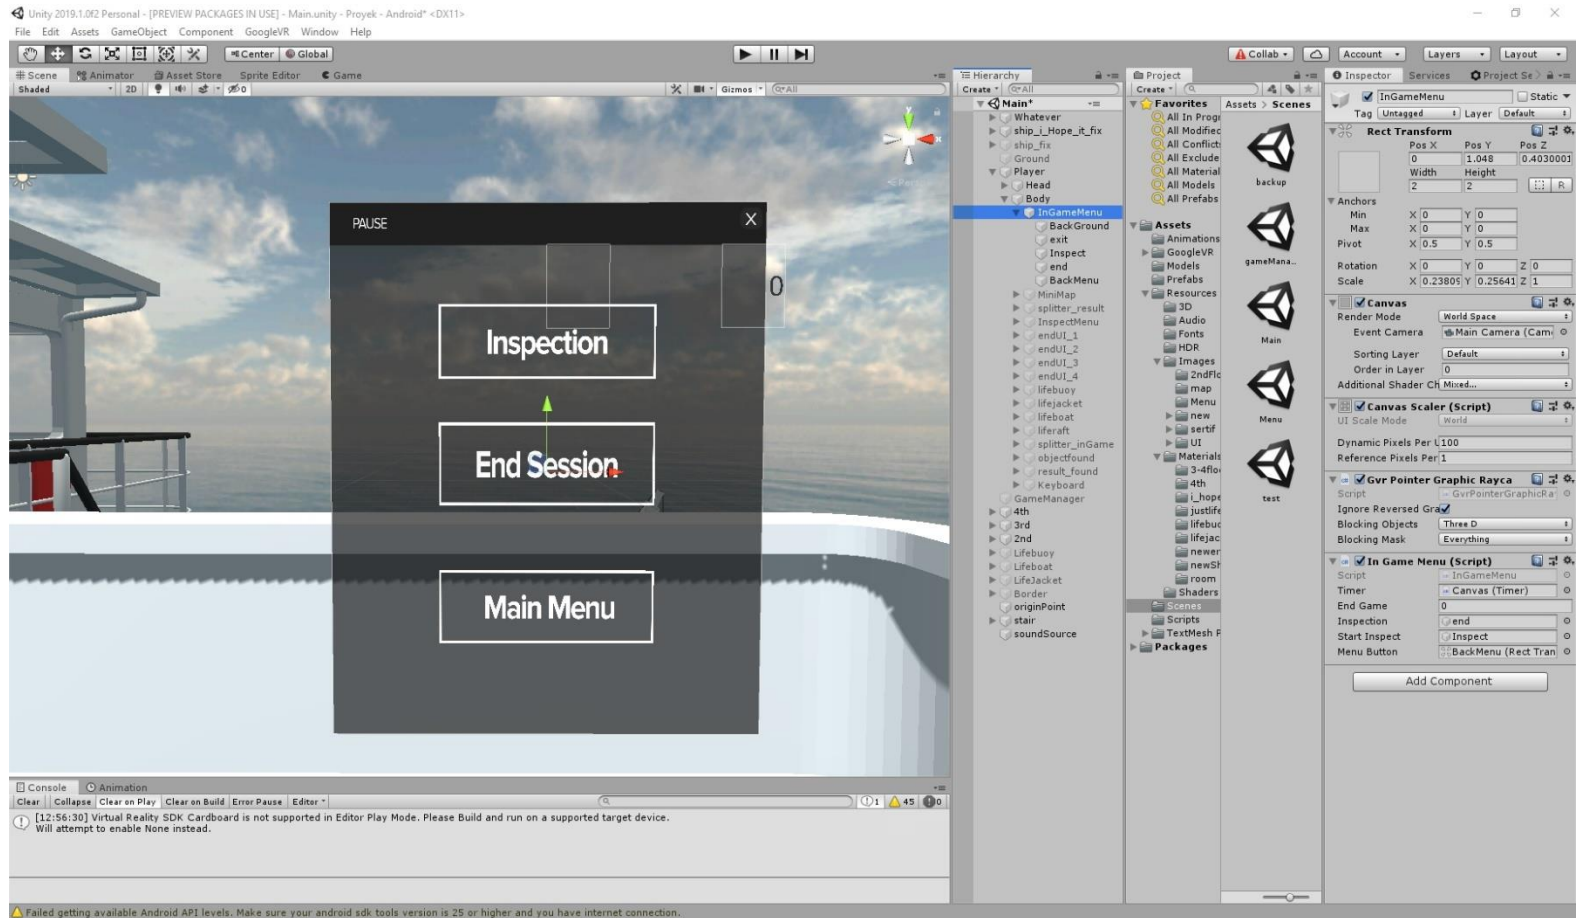 Unity 2019.1.0f2 Personal - [PREVIEW PACKAGES IN USE] - Main.unity - Proyek - Android* <DX11>
File Edit Assets GameObject Component GoogleVR Window Help
Center Global
Collab Account Layers Layout
Scene Animator Asset Store Sprite Editor Game
Shaded 2D 0 Gizmos All
PAUSE X
0
Inspection
End Session
Main Menu
y
x
Hierarchy
Create All
Main*
Whatever
ship_i_Hope_it_fix
ship_fix
Ground
Player
Head
Body
InGameMenu
BackGround
exit
Inspect
end
BackMenu
MiniMap
splitter_result
InspectMenu
endUI_1
endUI_2
endUI_3
endUI_4
lifebuoy
lifejacket
lifeboat
liferaft
splitter_inGame
objectfound
result_found
Keyboard
GameManager
4th
3rd
2nd
Lifebuoy
Lifeboat
LifeJacket
Border
originPoint
stair
soundSource
Project
Create
Favorites
All In Progr
All Modified
All Conflict
All Exclude
All Material
All Models
All Prefabs
Assets
Animations
GoogleVR
Models
Prefabs
Resources
3D
Audio
Fonts
HDR
Images
2ndFlo
map
Menu
new
sertif
UI
Materials
3-4floo
4th
i_hope
justlife
lifebuo
lifejac
newer
newSh
room
Shaders
Scenes
Scripts
TextMesh P
Packages
Assets > Scenes
backup
gameMana...
Main
Menu
test
Inspector Services Project Se
InGameMenu Static
Tag Untagged Layer Default
Rect Transform
Pos X Pos Y Pos Z
0 1.048 0.4030001
Width Height
2 2 R
Anchors
Min X 0 Y 0
Max X 0 Y 0
Pivot X 0.5 Y 0.5
Rotation X 0 Y 0 Z 0
Scale X 0.23809 Y 0.25641 Z 1
Canvas
Render Mode World Space
Event Camera Main Camera (Cam
Sorting Layer Default
Order in Layer 0
Additional Shader Ch Mixed...
Canvas Scaler (Script)
UI Scale Mode World
Dynamic Pixels Per U 100
Reference Pixels Per 1
Gvr Pointer Graphic Rayca
Script GvrPointerGraphicRa
Ignore Reversed Gra
Blocking Objects Three D
Blocking Mask Everything
In Game Menu (Script)
Script InGameMenu
Timer Canvas (Timer)
End Game 0
Inspection end
Start Inspect Inspect
Menu Button BackMenu (Rect Tran
Add Component
Console Animation
Clear Collapse Clear on Play Clear on Build Error Pause Editor 1 45 0
[12:56:30] Virtual Reality SDK Cardboard is not supported in Editor Play Mode. Please Build and run on a supported target device.
Will attempt to enable None instead.
Failed getting available Android API levels. Make sure your android sdk tools version is 25 or higher and you have internet connection.